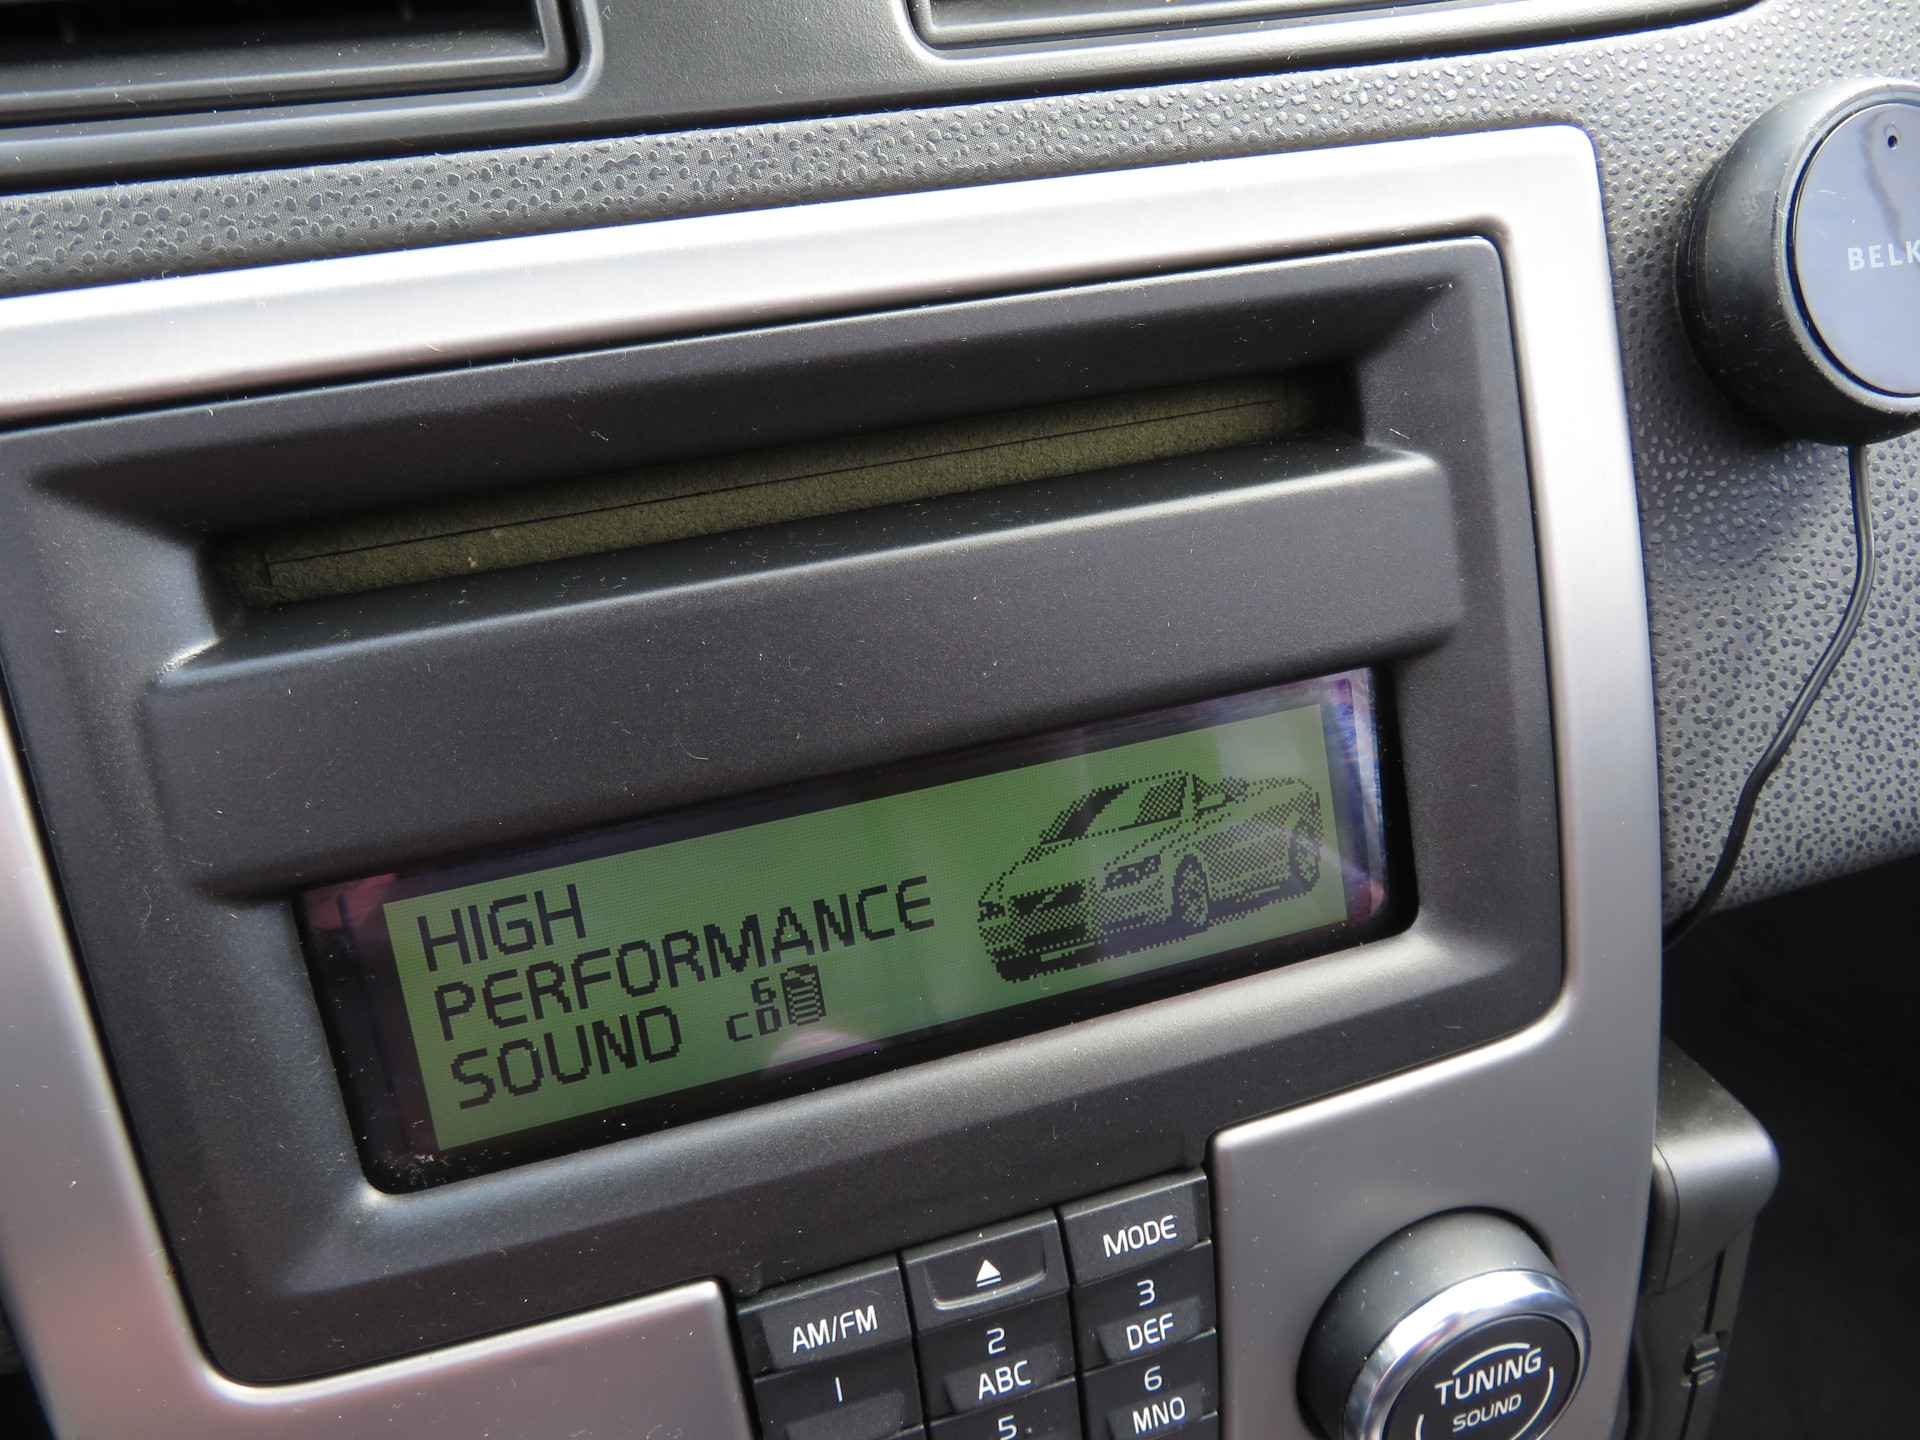 BELK
HIGH
PERFORMANCE
SOUND CD 6
MODE
AM/FM
3
DEF
2
ABC
1
6
MNO
5
TUNING
SOUND